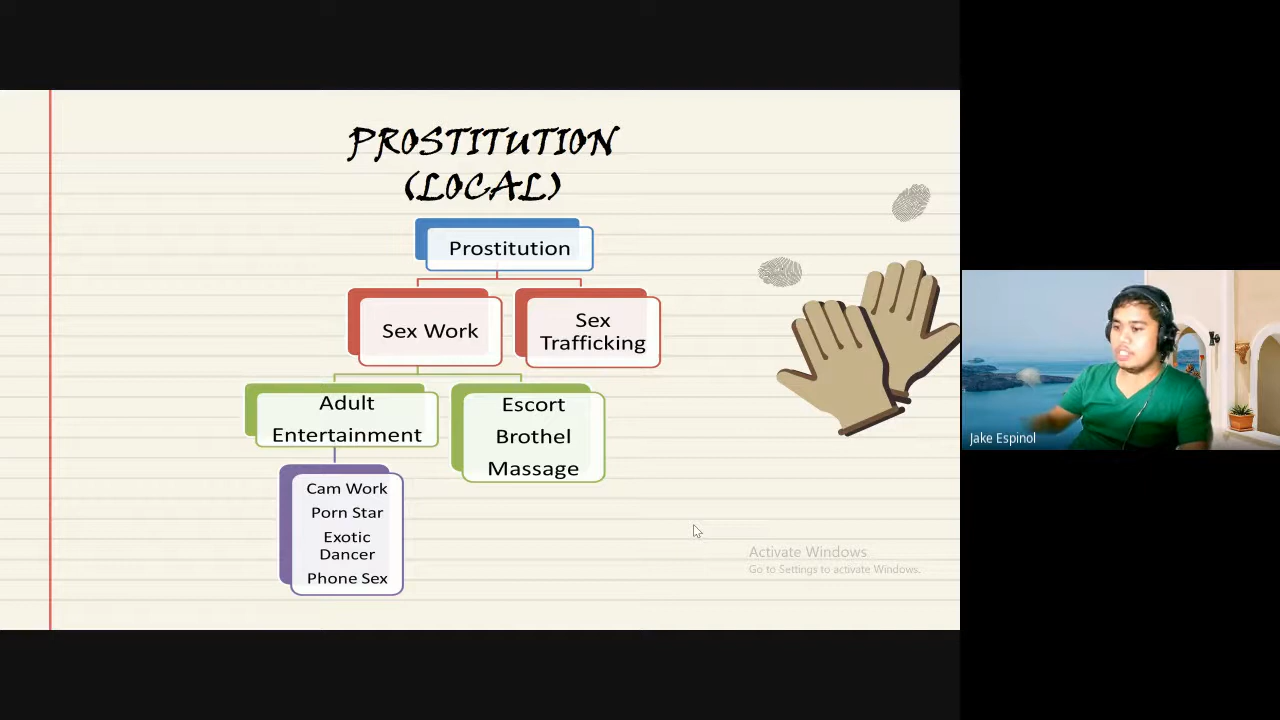 PROSTITUTION
(LOCAL)
Prostitution
Sex Work
Sex
Trafficking
Adult
Entertainment
Escort
Brothel
Massage
Cam Work
Porn Star
Exotic
Dancer
Phone Sex
Activate Windows
Go to Settings to activate Windows.
Jake Espinol